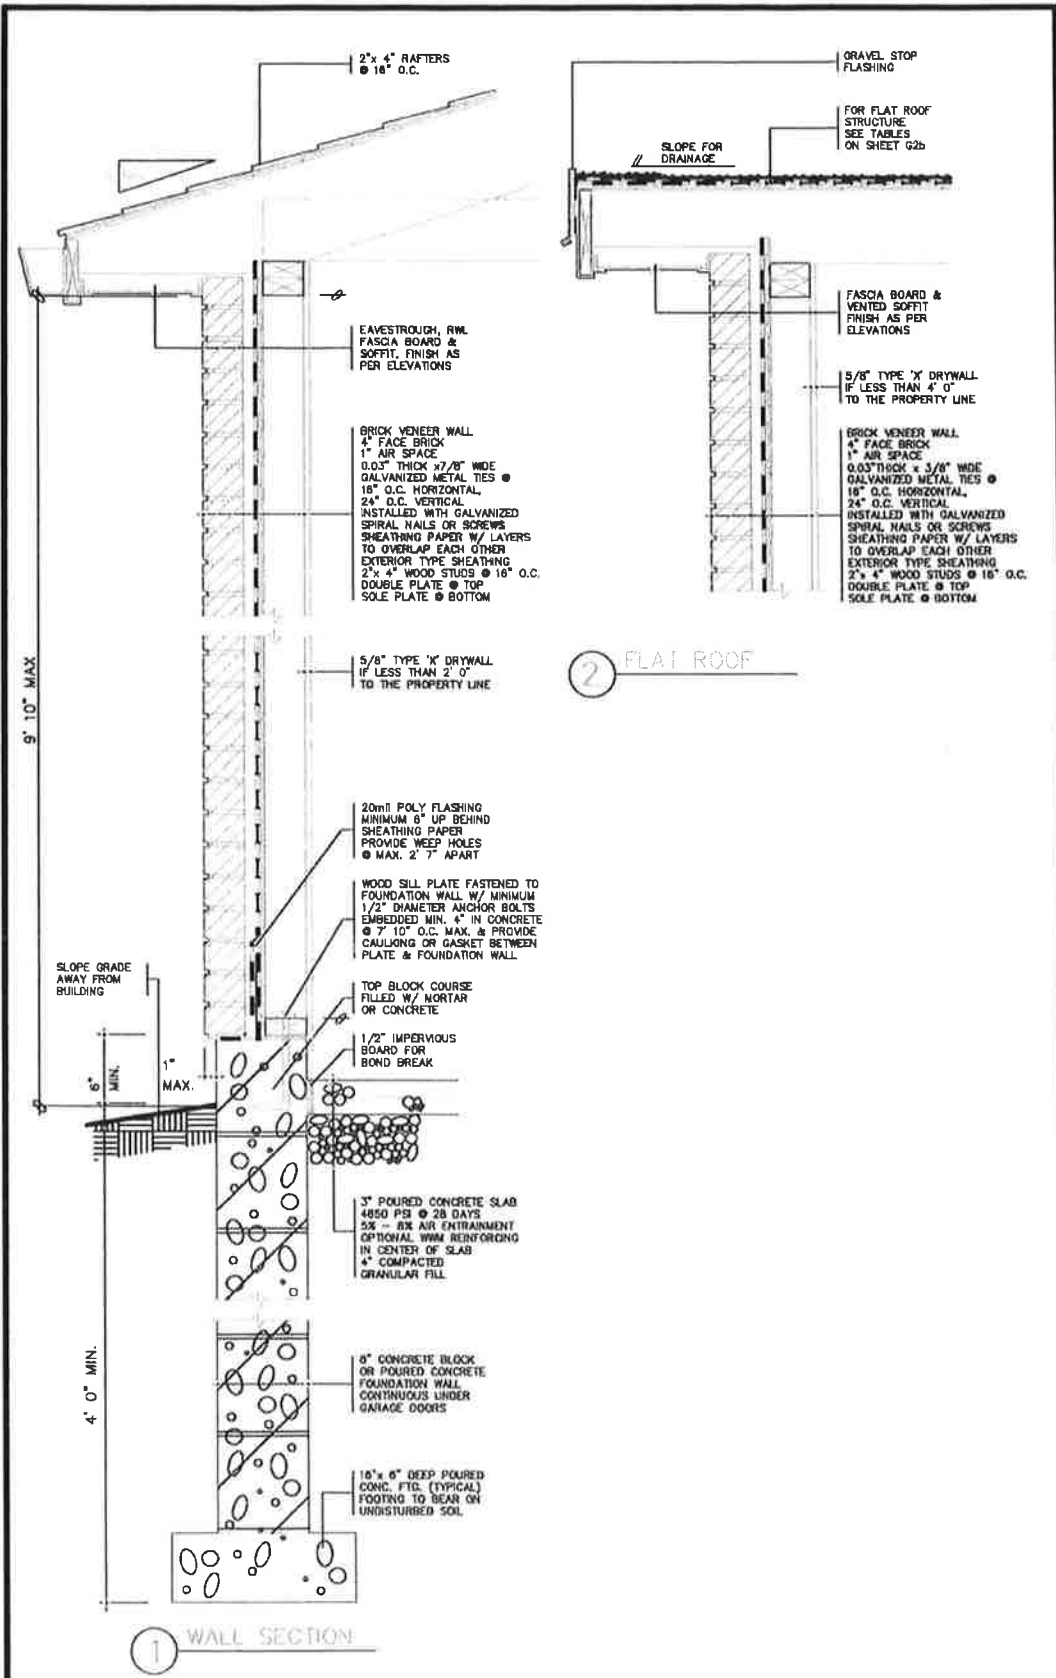 2"x 4" RAFTERS
@ 16" O.C.
EAVESTROUGH, RWL
FASCIA BOARD &
SOFFIT, FINISH AS
PER ELEVATIONS
BRICK VENEER WALL
4" FACE BRICK
1" AIR SPACE
0.03" THICK x7/8" WIDE
GALVANIZED METAL TIES @
16" O.C. HORIZONTAL,
24" O.C. VERTICAL
INSTALLED WITH GALVANIZED
SPIRAL NAILS OR SCREWS
SHEATHING PAPER W/ LAYERS
TO OVERLAP EACH OTHER
EXTERIOR TYPE SHEATHING
2"x 4" WOOD STUDS @ 16" O.C.
DOUBLE PLATE @ TOP
SOLE PLATE @ BOTTOM
5/8" TYPE 'X' DRYWALL
IF LESS THAN 2' 0"
TO THE PROPERTY LINE
9' 10" MAX
20mil POLY FLASHING
MINIMUM 6" UP BEHIND
SHEATHING PAPER
PROVIDE WEEP HOLES
@ MAX. 2' 7" APART
WOOD SILL PLATE FASTENED TO
FOUNDATION WALL W/ MINIMUM
1/2" DIAMETER ANCHOR BOLTS
EMBEDDED MIN. 4" IN CONCRETE
@ 7' 10" O.C. MAX. & PROVIDE
CAULKING OR GASKET BETWEEN
PLATE & FOUNDATION WALL
SLOPE GRADE
AWAY FROM
BUILDING
TOP BLOCK COURSE
FILLED W/ MORTAR
OR CONCRETE
1/2" IMPERVIOUS
BOARD FOR
BOND BREAK
6"
MIN.
1"
MAX.
3" POURED CONCRETE SLAB
4650 PSI @ 28 DAYS
5% - 8% AIR ENTRAINMENT
OPTIONAL WWM REINFORCING
IN CENTER OF SLAB
4" COMPACTED
GRANULAR FILL
4' 0" MIN.
8" CONCRETE BLOCK
OR POURED CONCRETE
FOUNDATION WALL
CONTINUOUS UNDER
GARAGE DOORS
16"x 6" DEEP POURED
CONC. FTG. (TYPICAL)
FOOTING TO BEAR ON
UNDISTURBED SOIL
1 WALL SECTION
GRAVEL STOP
FLASHING
FOR FLAT ROOF
STRUCTURE
SEE TABLES
ON SHEET G2b
SLOPE FOR
DRAINAGE
FASCIA BOARD &
VENTED SOFFIT
FINISH AS PER
ELEVATIONS
5/8" TYPE 'X' DRYWALL
IF LESS THAN 4' 0"
TO THE PROPERTY LINE
BRICK VENEER WALL
4" FACE BRICK
1" AIR SPACE
0.03"THICK x 3/8" WIDE
GALVANIZED METAL TIES @
16" O.C. HORIZONTAL,
24" O.C. VERTICAL
INSTALLED WITH GALVANIZED
SPIRAL NAILS OR SCREWS
SHEATHING PAPER W/ LAYERS
TO OVERLAP EACH OTHER
EXTERIOR TYPE SHEATHING
2"x 4" WOOD STUDS @ 16" O.C.
DOUBLE PLATE @ TOP
SOLE PLATE @ BOTTOM
2 FLAT ROOF